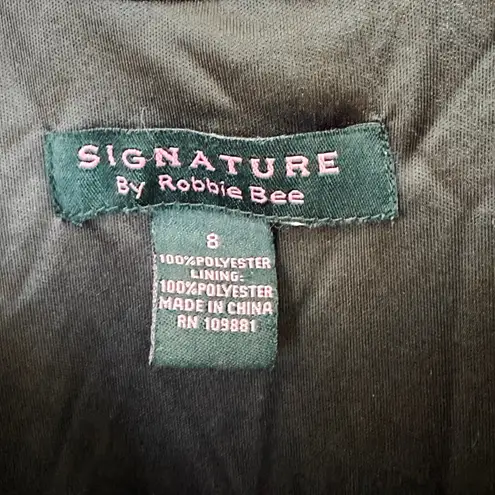 SIGNATURE
By Robbie Bee
8
100%POLYESTER
LINING:
100%POLYESTER
MADE IN CHINA
RN 109881